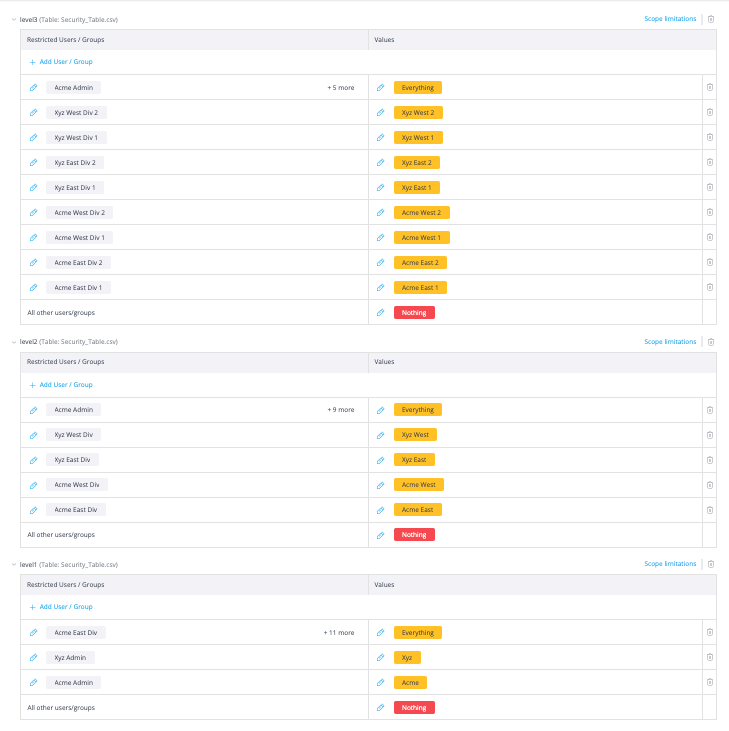 level3 (Table: Security_Table.csv) Scope limitations
Restricted Users / Groups Values
+ Add User / Group
Acme Admin + 5 more Everything
Xyz West Div 2 Xyz West 2
Xyz West Div 1 Xyz West 1
Xyz East Div 2 Xyz East 2
Xyz East Div 1 Xyz East 1
Acme West Div 2 Acme West 2
Acme West Div 1 Acme West 1
Acme East Div 2 Acme East 2
Acme East Div 1 Acme East 1
All other users/groups Nothing
level2 (Table: Security_Table.csv) Scope limitations
Restricted Users / Groups Values
+ Add User / Group
Acme Admin + 9 more Everything
Xyz West Div Xyz West
Xyz East Div Xyz East
Acme West Div Acme West
Acme East Div Acme East
All other users/groups Nothing
level1 (Table: Security_Table.csv) Scope limitations
Restricted Users / Groups Values
+ Add User / Group
Acme East Div + 11 more Everything
Xyz Admin Xyz
Acme Admin Acme
All other users/groups Nothing